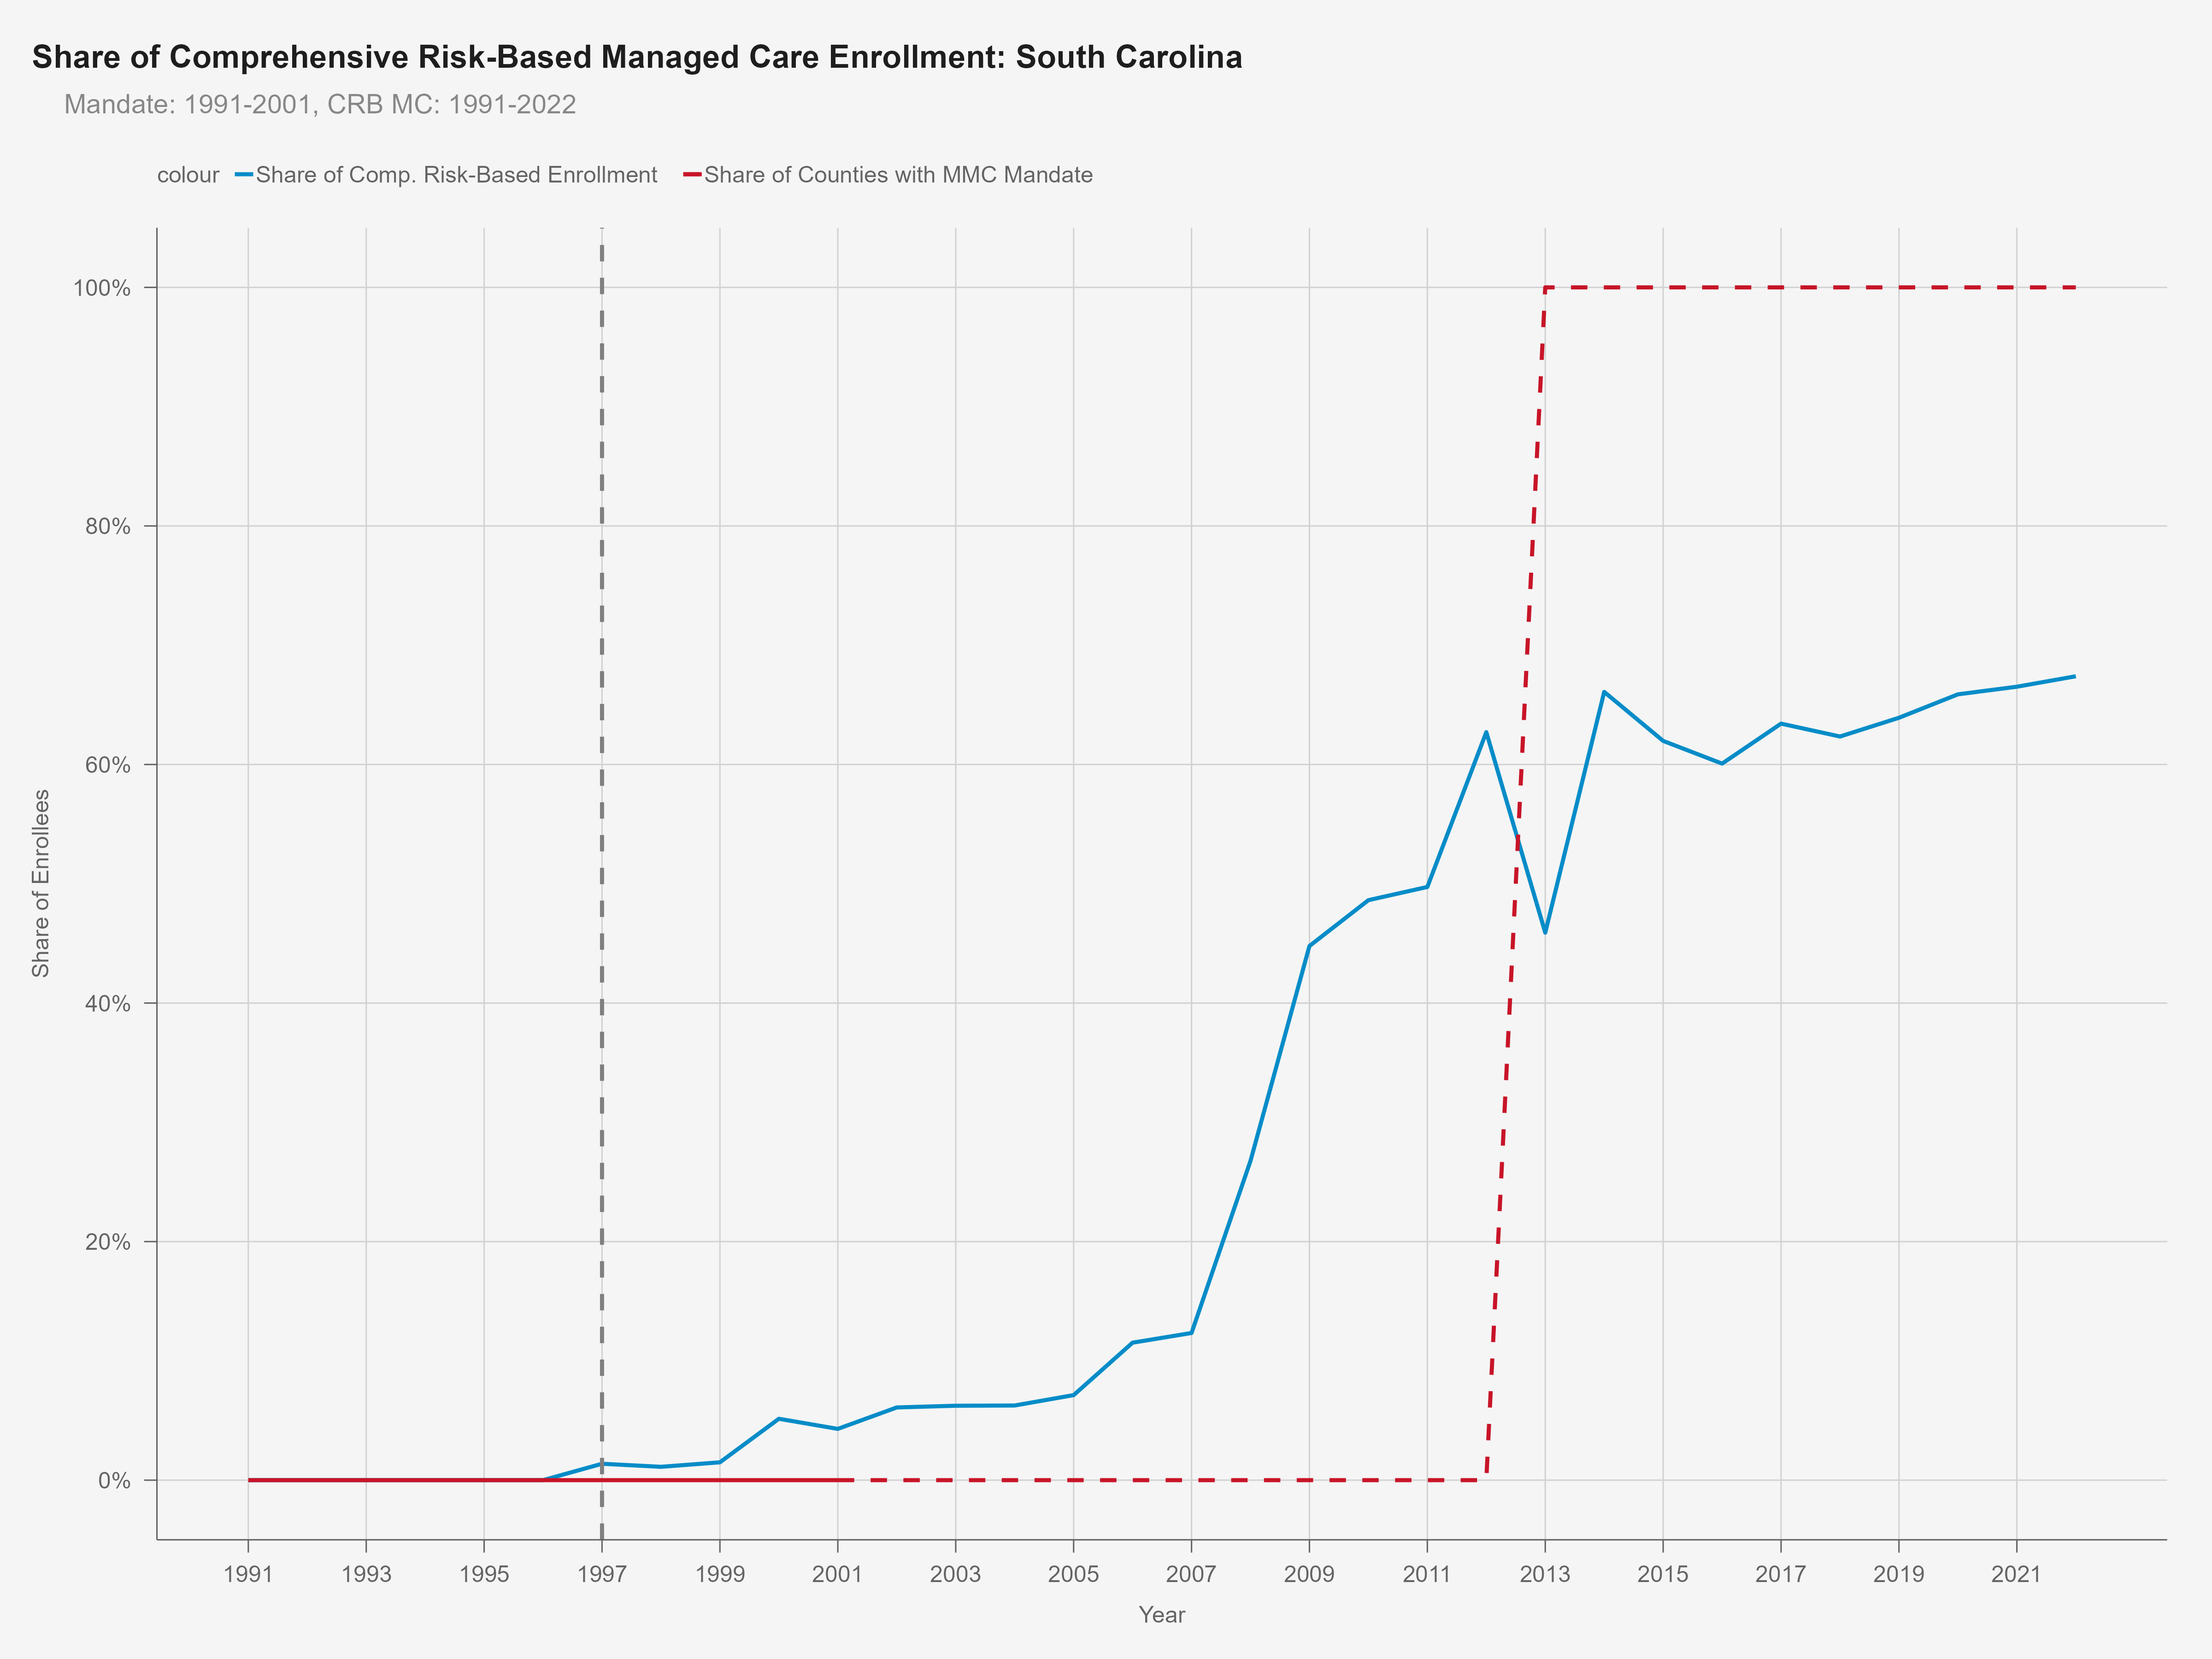 Share of Comprehensive Risk-Based Managed Care Enrollment: South Carolina
Mandate: 1991-2001, CRB MC: 1991-2022
colour Share of Comp. Risk-Based Enrollment Share of Counties with MMC Mandate
100%
80%
60%
40%
20%
0%
Share of Enrollees
1991 1993 1995 1997 1999 2001 2003 2005 2007 2009 2011 2013 2015 2017 2019 2021
Year